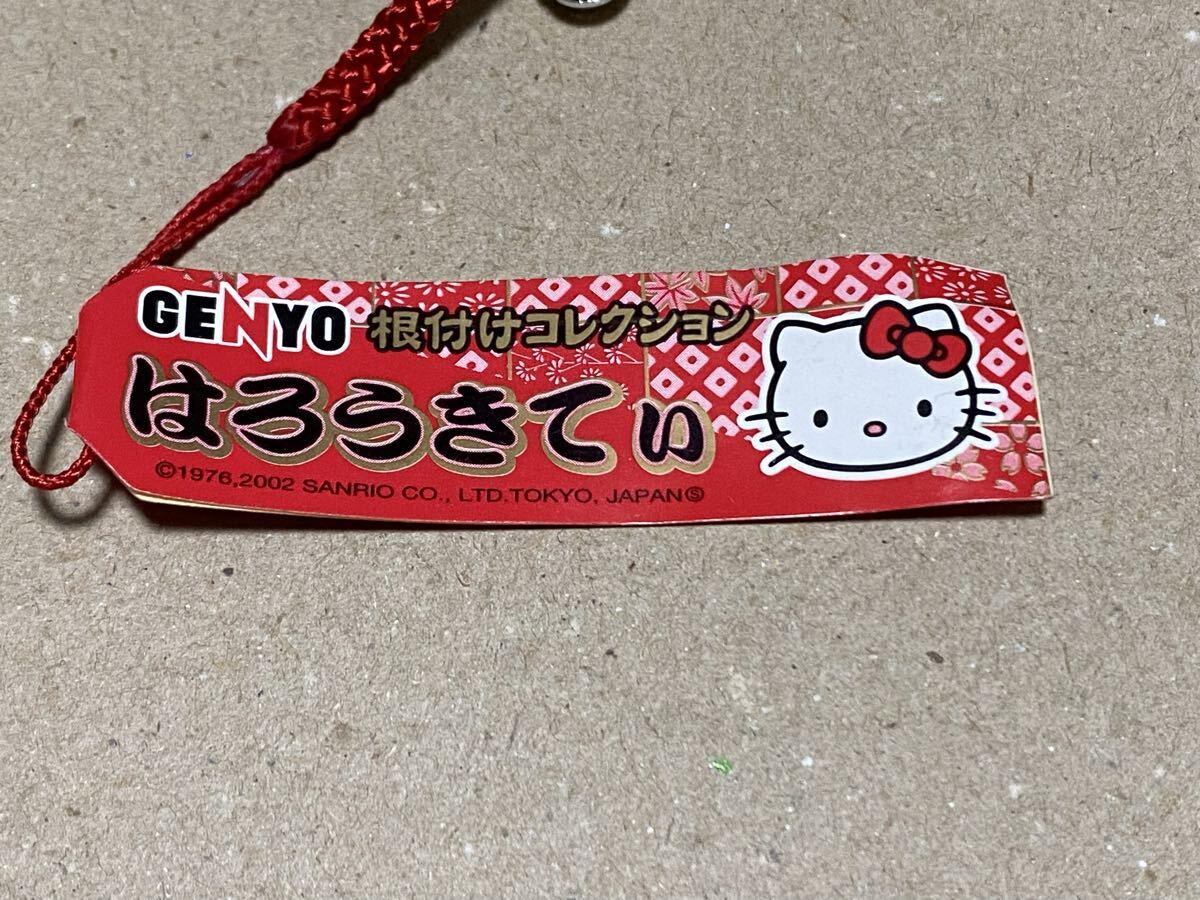 GENYO 根付けコレクション
はろうきてぃ
©1976,2002 SANRIO CO., LTD.TOKYO, JAPANⓈ